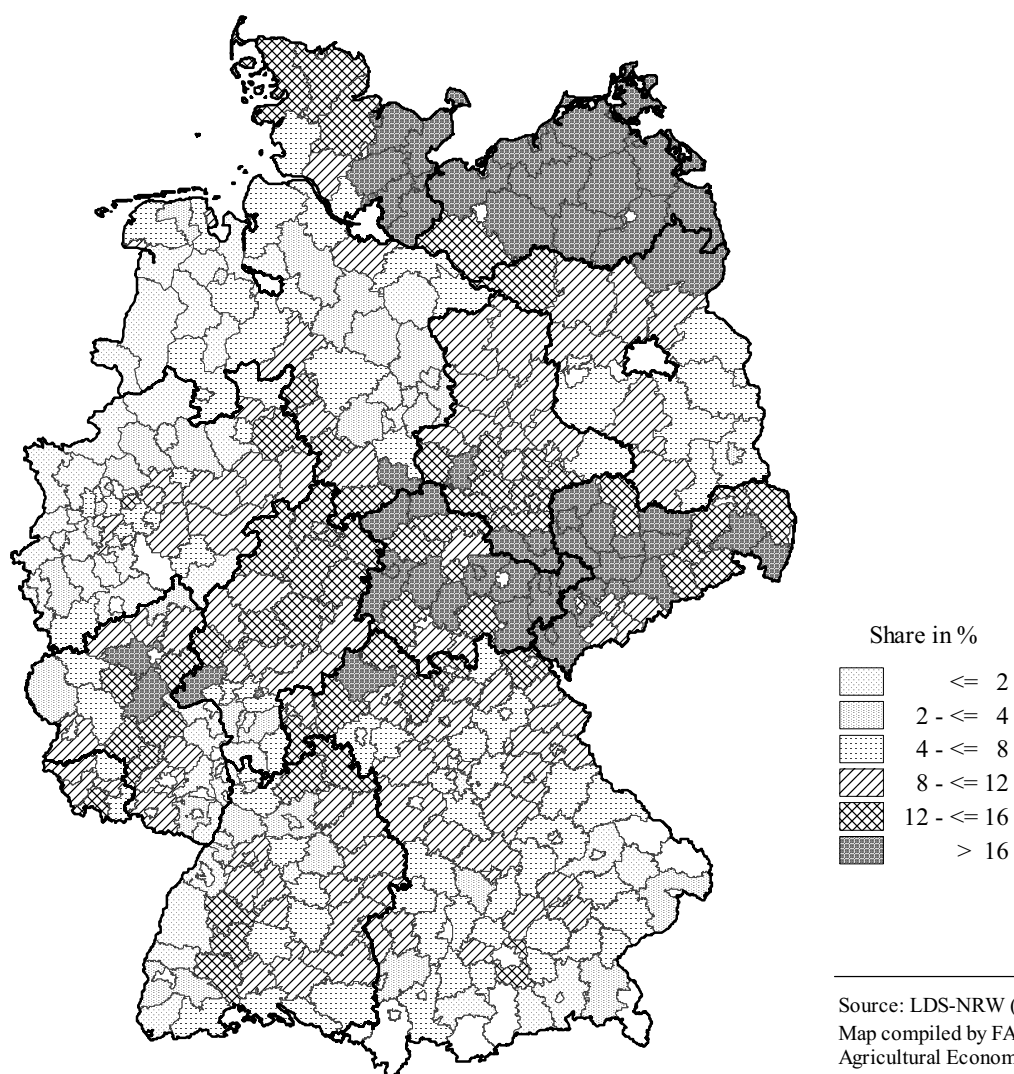 Share in %
<= 2
2 - <= 4
4 - <= 8
8 - <= 12
12 - <= 16
> 16
Source: LDS-NRW (
Map compiled by FA
Agricultural Econom